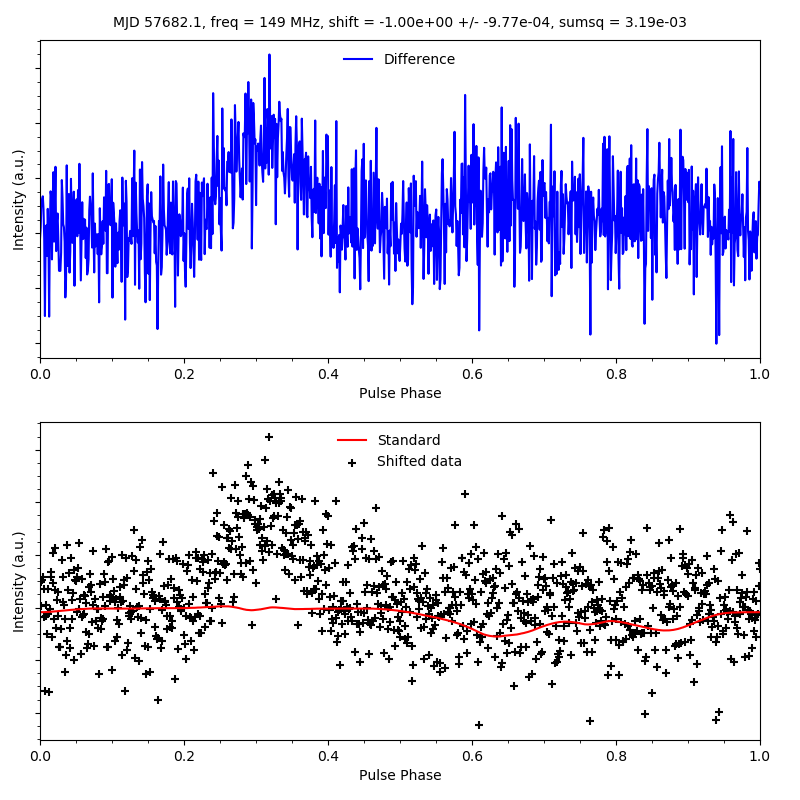 MJD 57682.1, freq = 149 MHz, shift = -1.00e+00 +/- -9.77e-04, sumsq = 3.19e-03
Difference
Intensity (a.u.)
0.0 0.2 0.4 0.6 0.8 1.0
Pulse Phase
Standard
Shifted data
Intensity (a.u.)
0.0 0.2 0.4 0.6 0.8 1.0
Pulse Phase